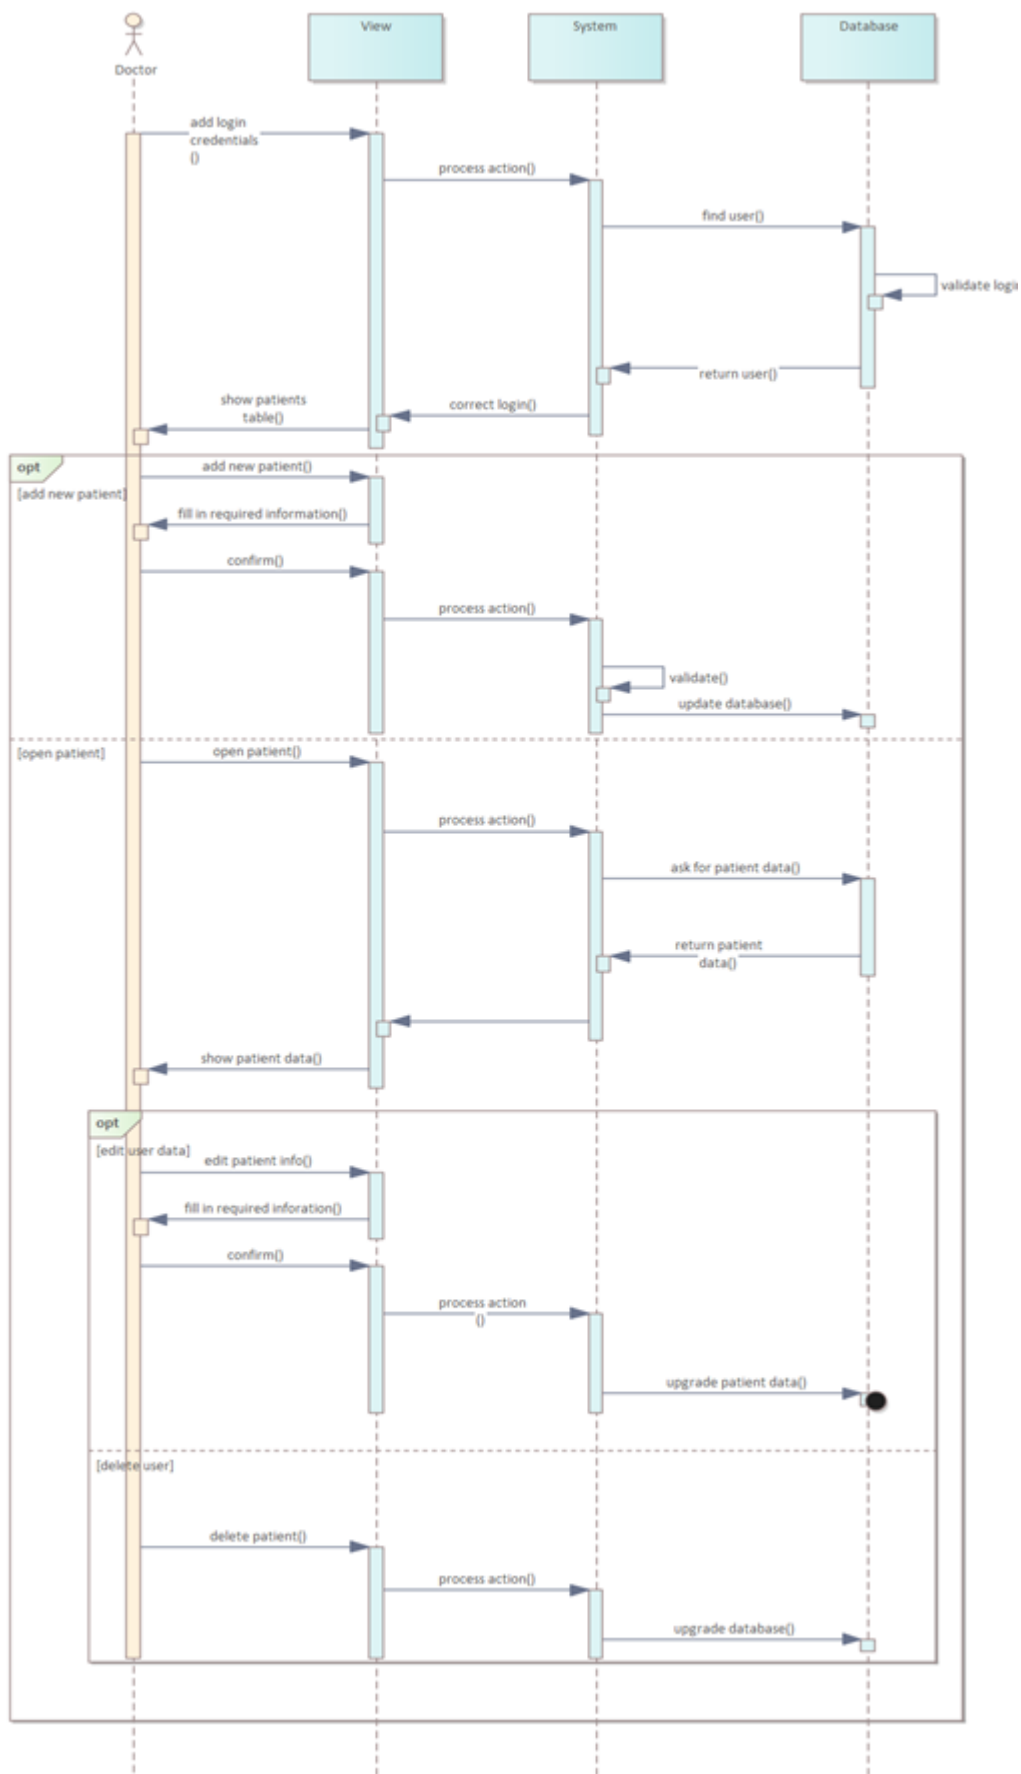 View
System
Database
Doctor
add login
credentials
()
process action()
find user()
validate login
return user()
correct login()
show patients
table()
opt
add new patient()
[add new patient]
fill in required information()
confirm()
process action()
validate()
update database()
[open patient]
open patient()
process action()
ask for patient data()
return patient
data()
show patient data()
opt
[edit user data]
edit patient info()
fill in required inforation()
confirm()
process action
()
upgrade patient data()
[delete user]
delete patient()
process action()
upgrade database()